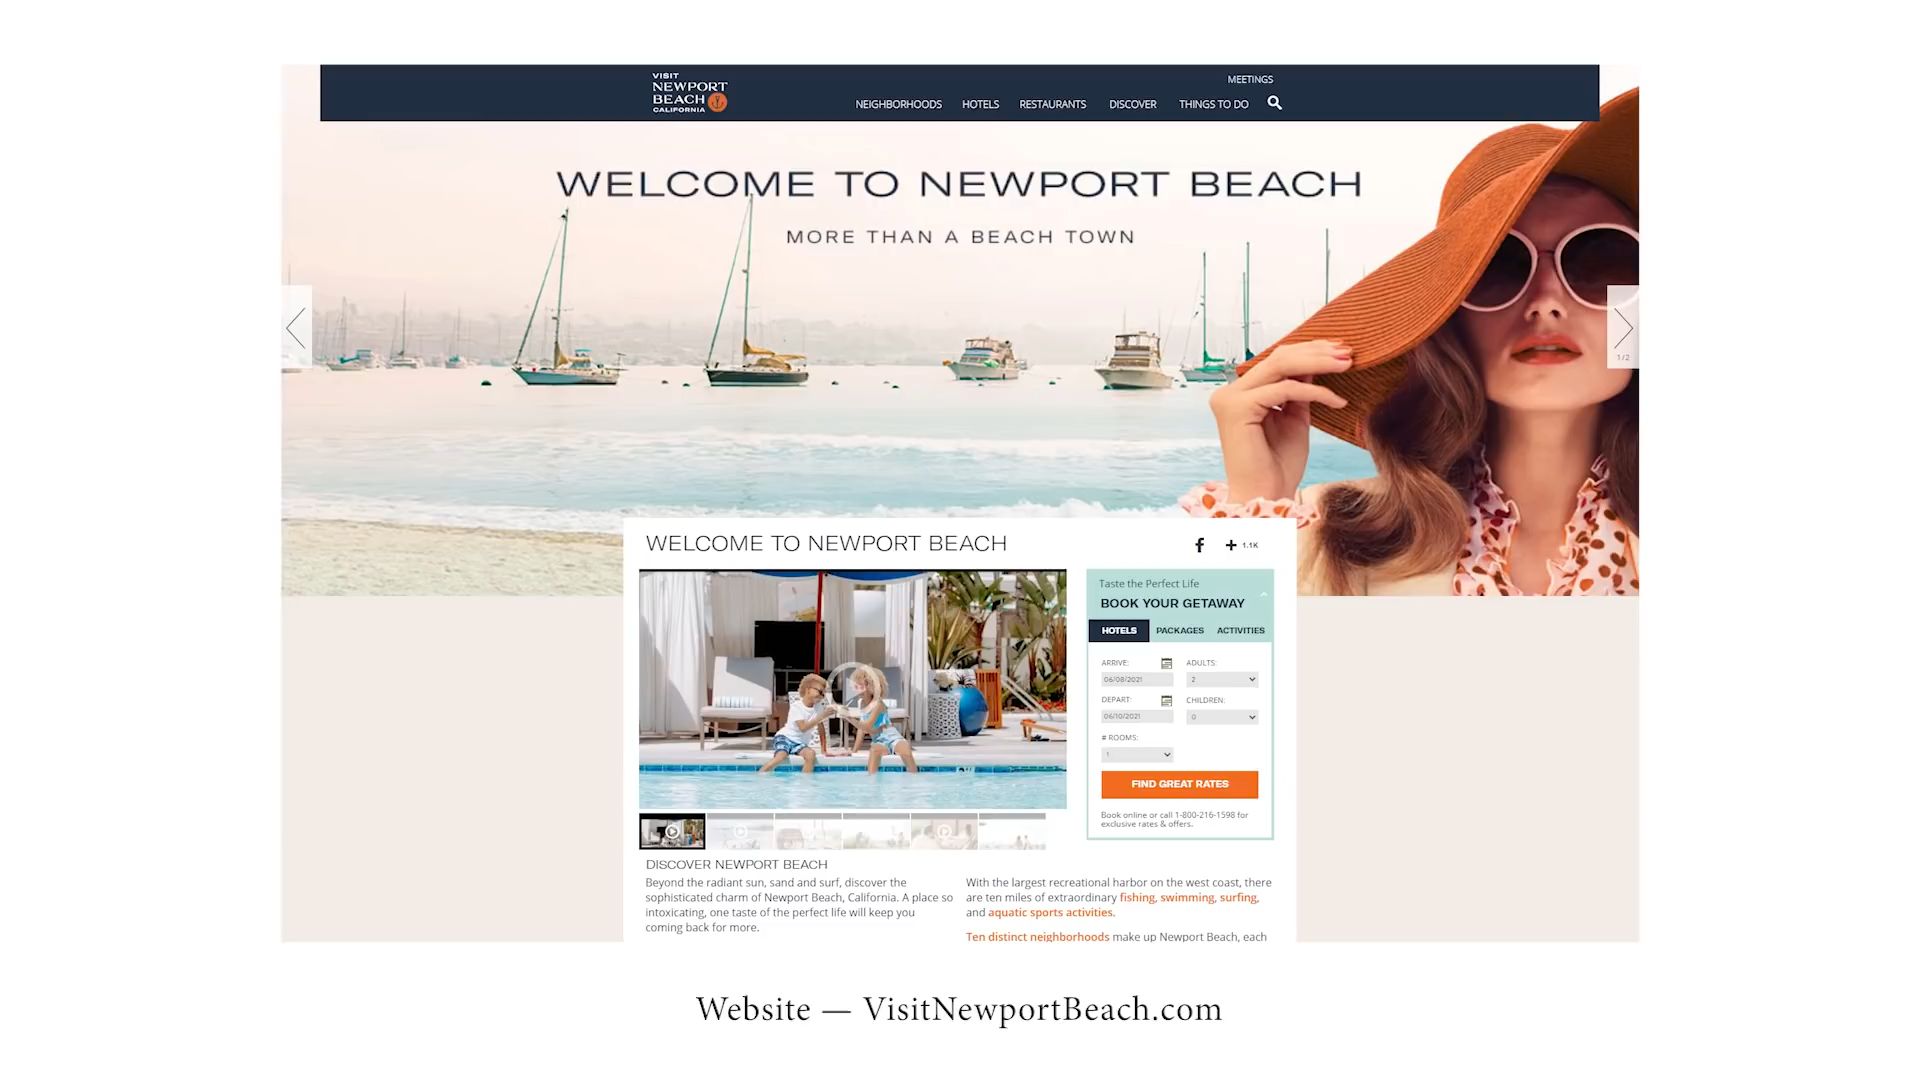 VISIT
NEWPORT
BEACH
CALIFORNIA
MEETINGS
NEIGHBORHOODS HOTELS RESTAURANTS DISCOVER THINGS TO DO
WELCOME TO NEWPORT BEACH
MORE THAN A BEACH TOWN
1/2
WELCOME TO NEWPORT BEACH
1.1K
Taste the Perfect Life
BOOK YOUR GETAWAY
HOTELS PACKAGES ACTIVITIES
ARRIVE: ADULTS:
06/08/2021 2
DEPART: CHILDREN:
06/10/2021 0
# ROOMS:
1
FIND GREAT RATES
Book online or call 1-800-216-1598 for
exclusive rates & offers.
DISCOVER NEWPORT BEACH
Beyond the radiant sun, sand and surf, discover the
sophisticated charm of Newport Beach, California. A place so
intoxicating, one taste of the perfect life will keep you
coming back for more.
With the largest recreational harbor on the west coast, there
are ten miles of extraordinary fishing, swimming, surfing,
and aquatic sports activities.
Ten distinct neighborhoods make up Newport Beach, each
Website — VisitNewportBeach.com